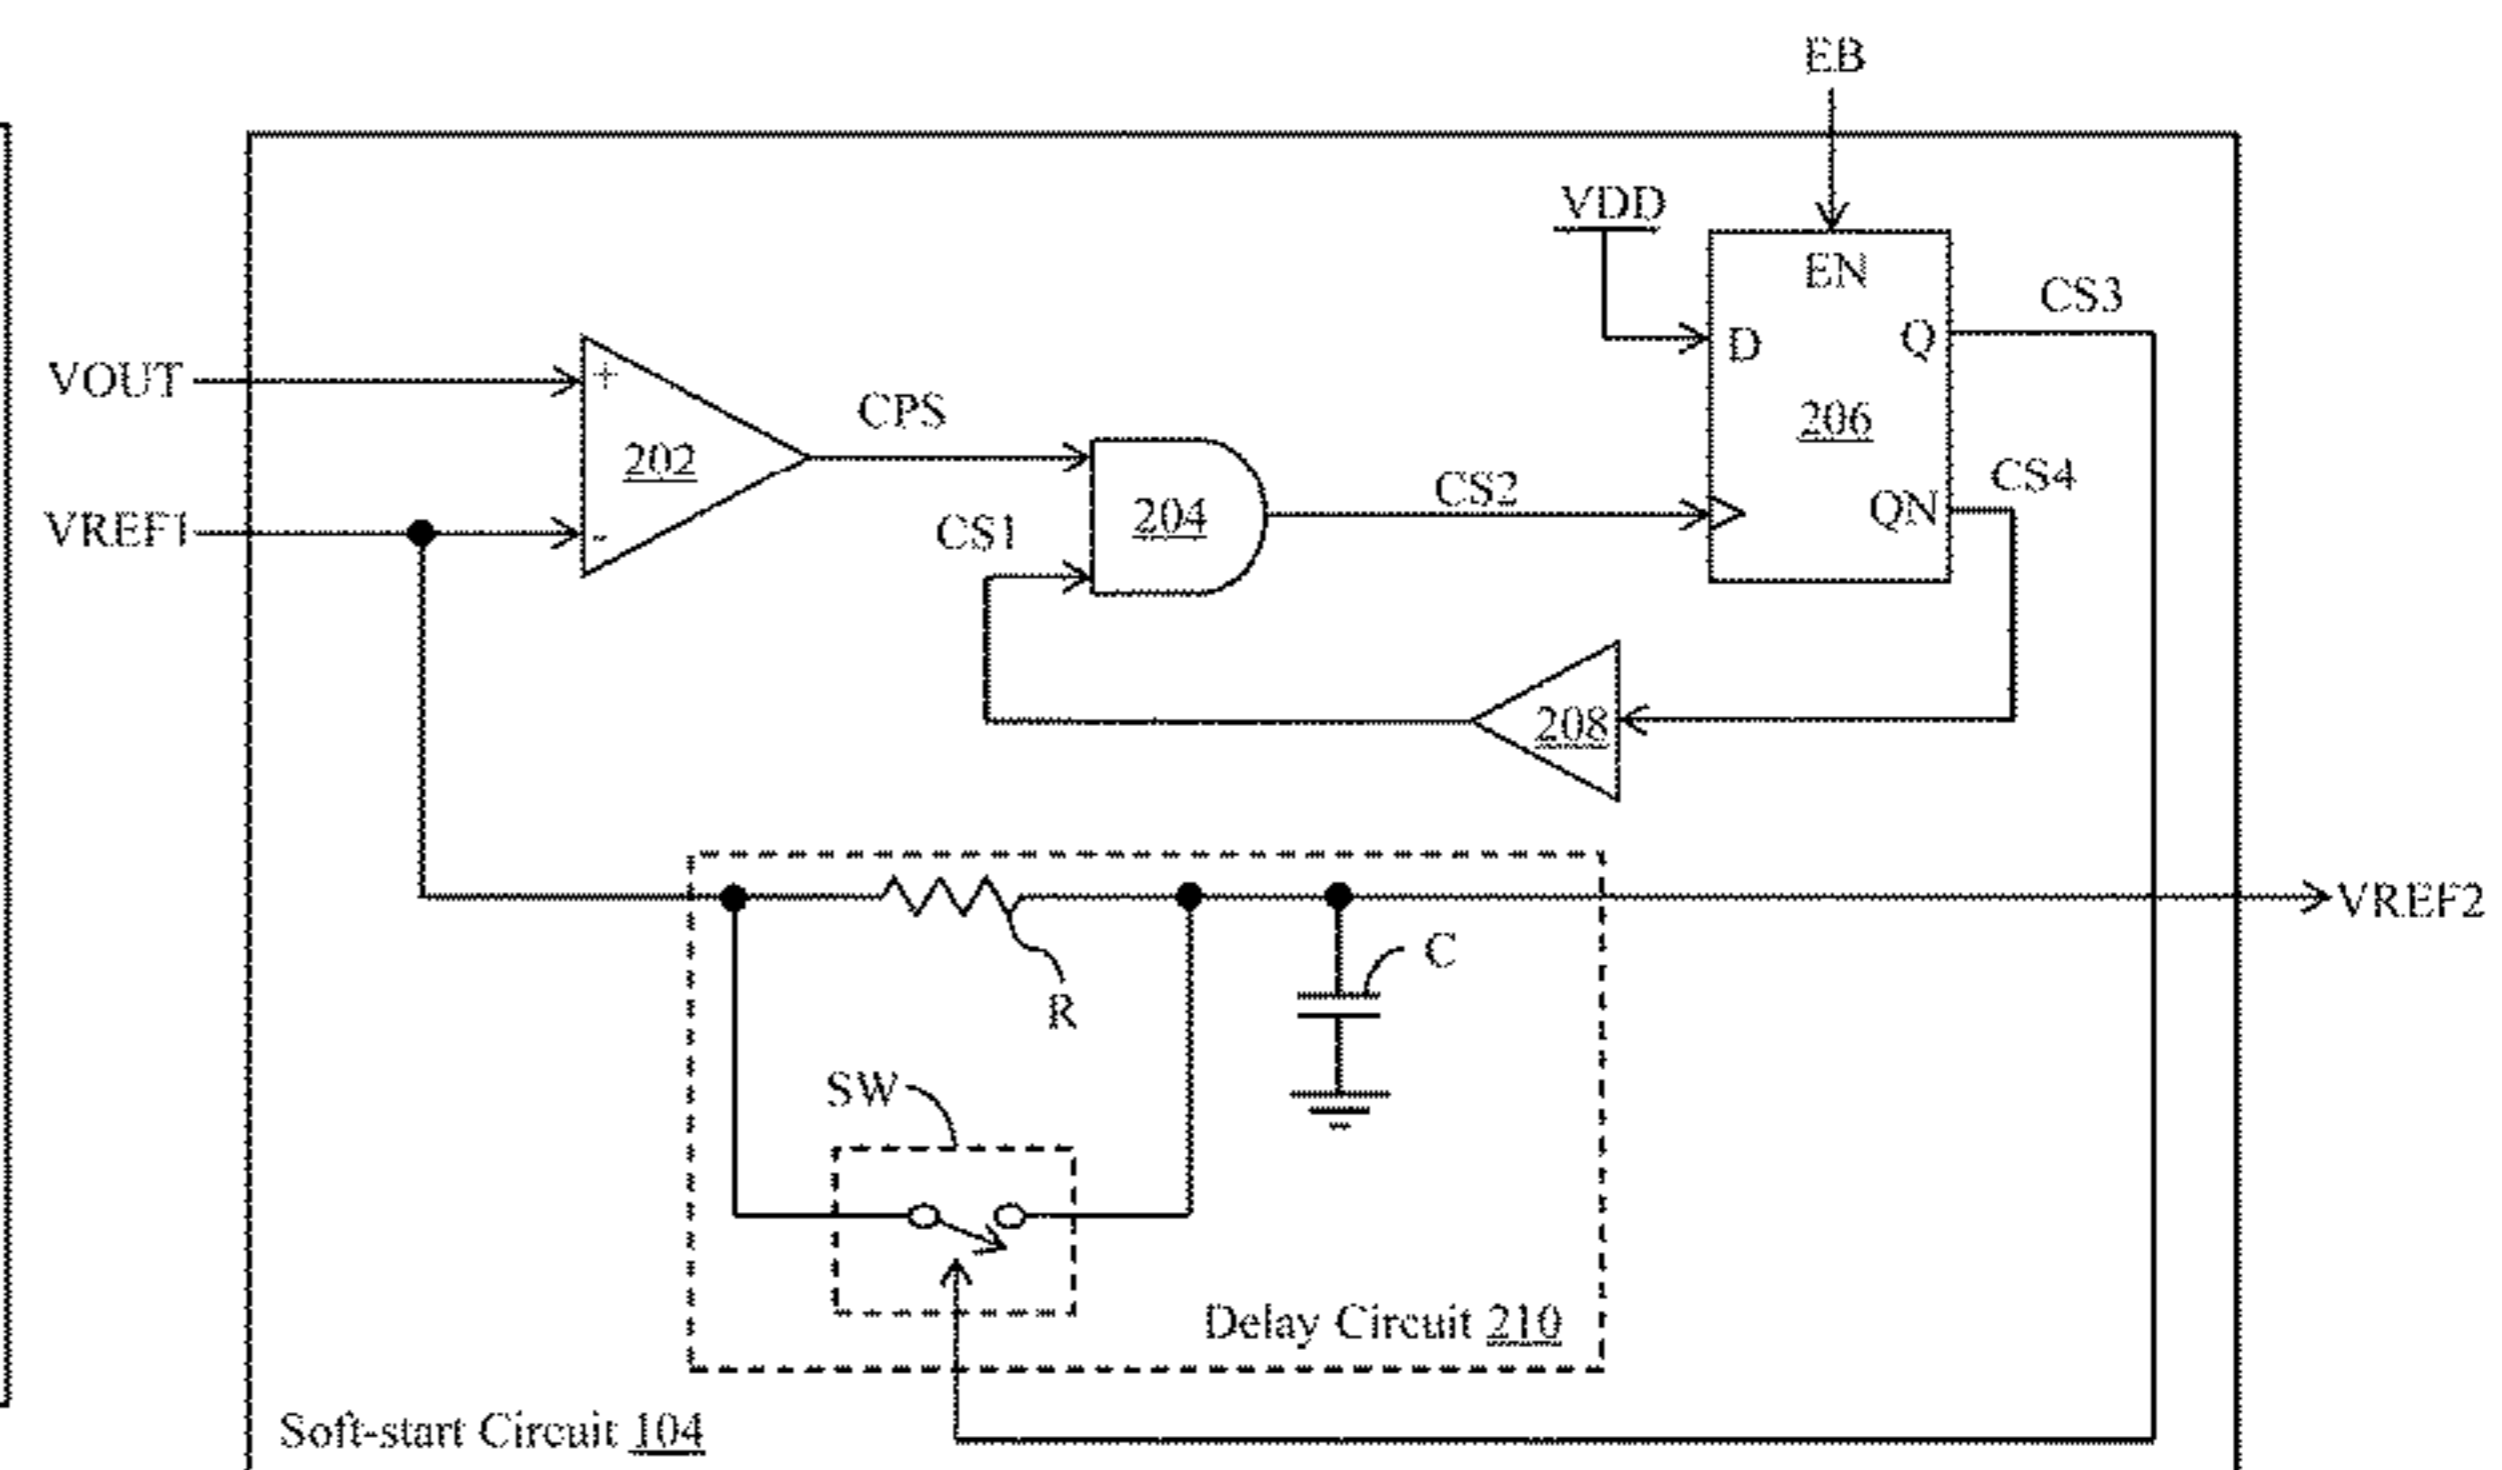 EB
VDD
EN
CS3
D
Q
VOUT
+
CPS
202
206
204
CS2
CS4
QN
CS1
VREF1
-
208
VREF2
C
R
SW
Delay Circuit 210
Soft-start Circuit 104